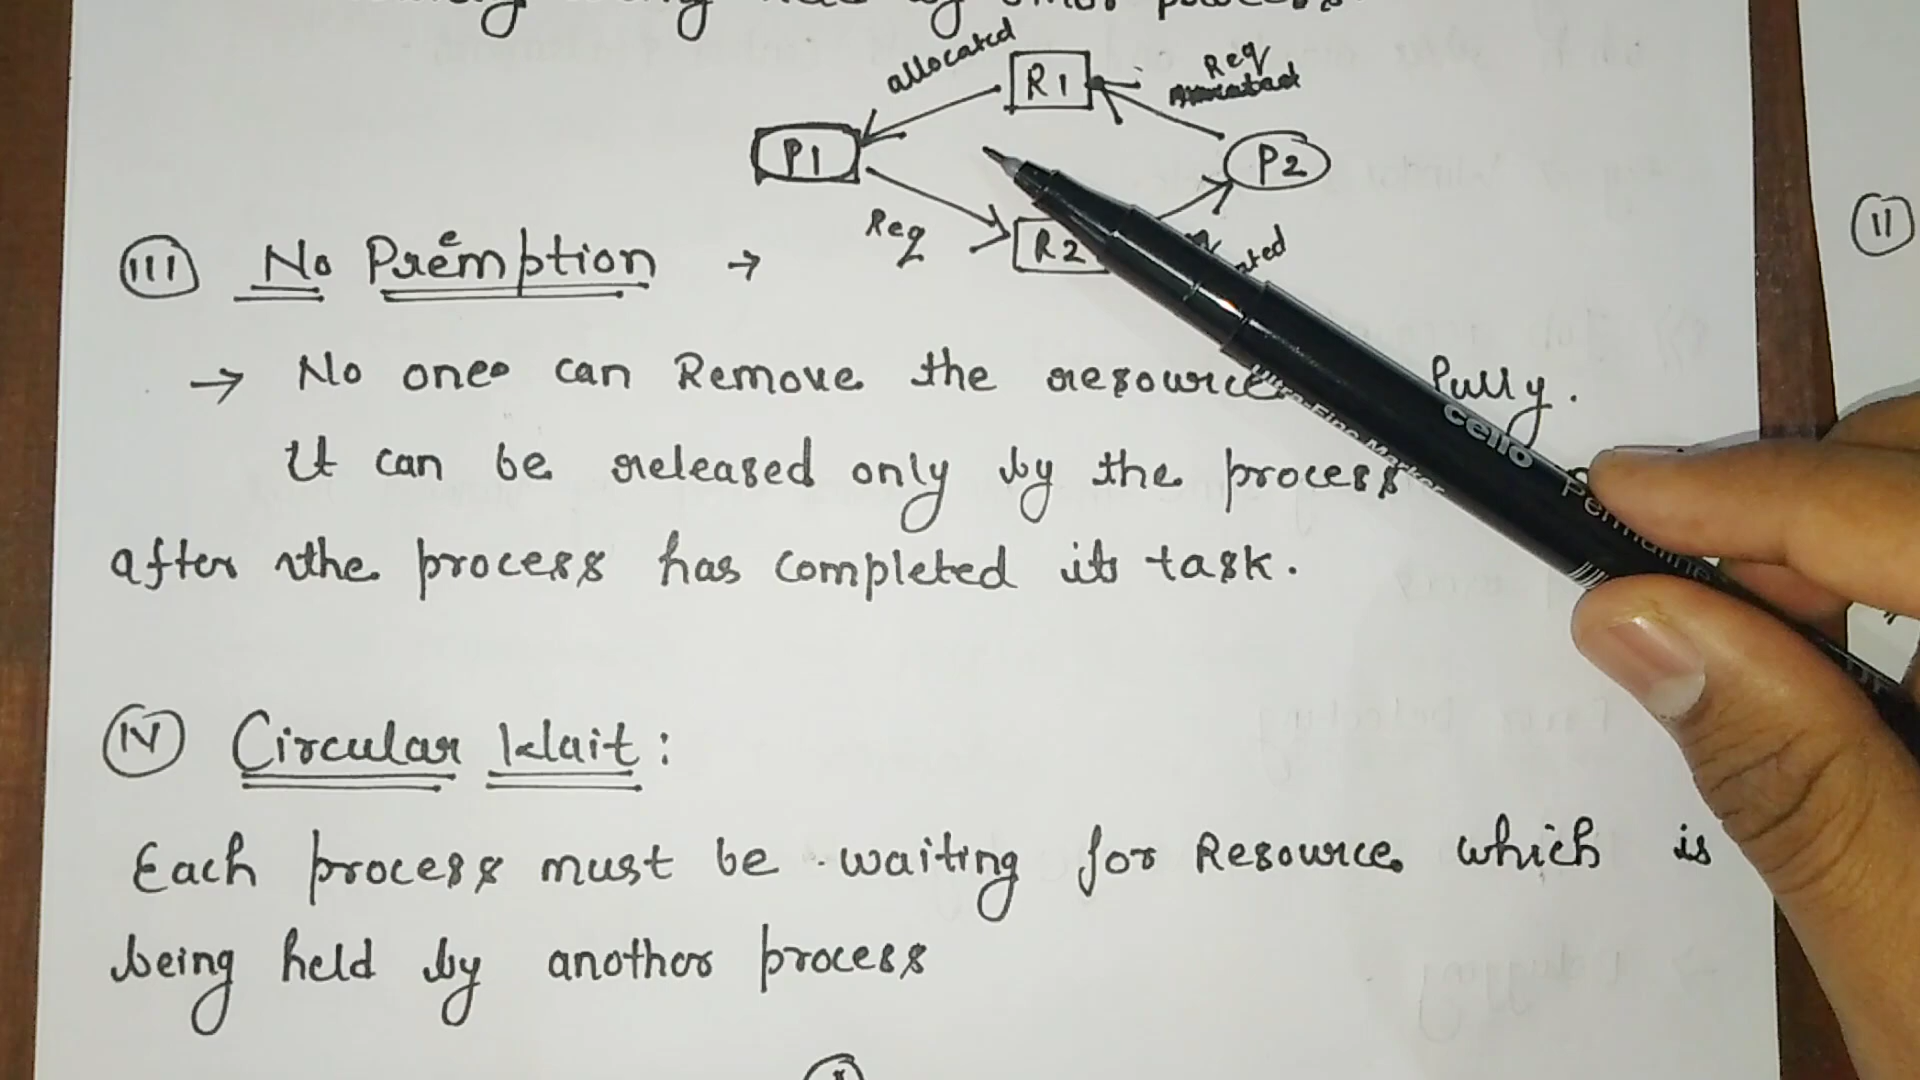 allocated
R1
Req
P1
P2
Req
R2
III No Preemption →
→ No one can Remove the resource fully.
It can be released only by the process
after the process has completed its task.
IV Circular Wait:
Each process must be waiting for Resource which is
being held by another process
II
cello